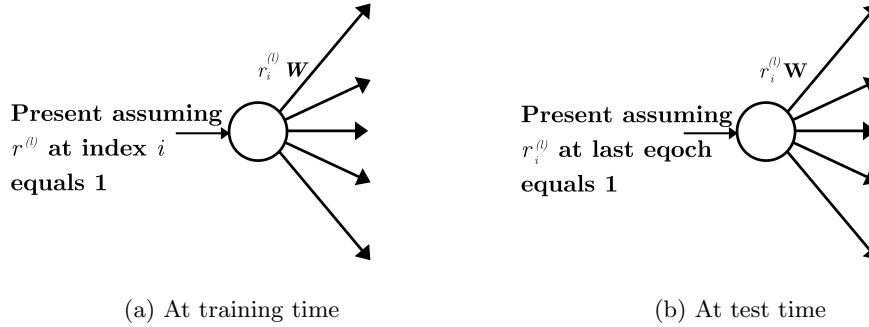 r_i^{(l)} W
Present assuming
r^{(l)} at index i
equals 1
(a) At training time
r_i^{(l)} W
Present assuming
r_i^{(l)} at last eqoch
equals 1
(b) At test time